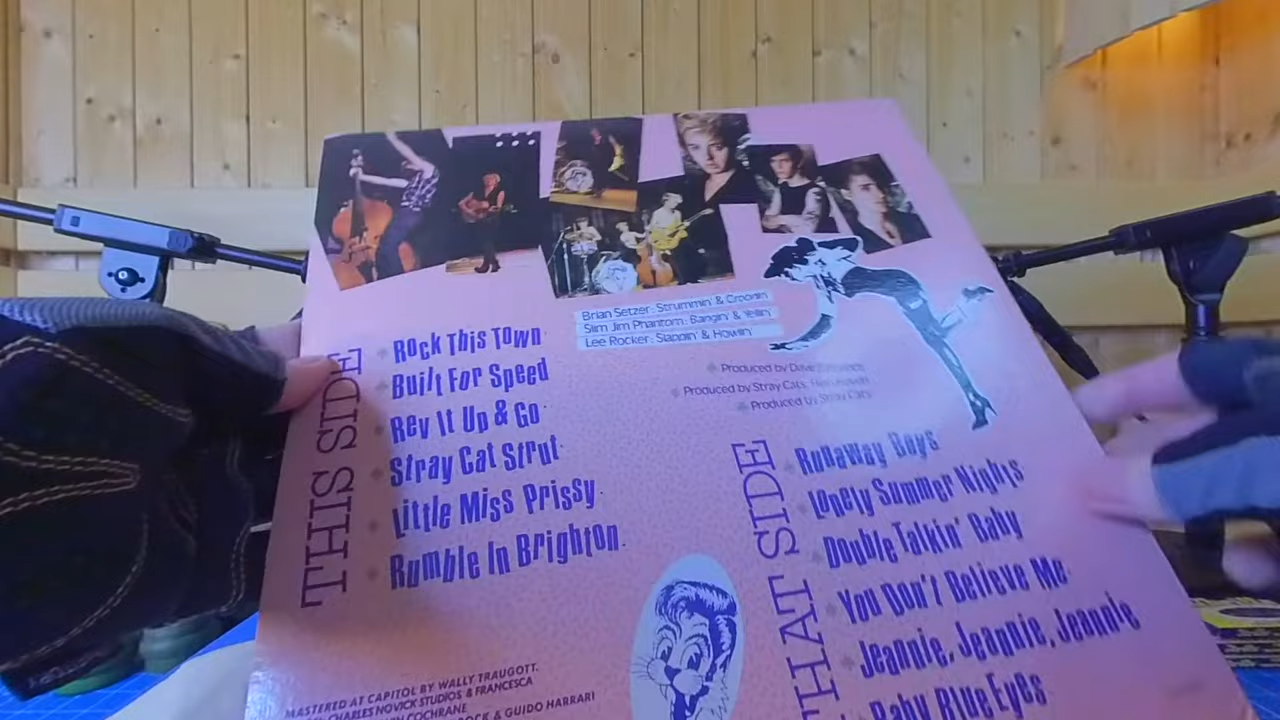 Brian Setzer: Strummin' & Croonin'
Slim Jim Phantom: Bangin' & Yellin'
Lee Rocker: Slappin' & Howlin'
Produced by Dave
Produced by Stray Cats,
Produced by Stray Cats
THIS SIDE
Rock This Town
Built For Speed
Rev It Up & Go
Stray Cat Strut
Little Miss Prissy
Rumble In Brighton
THAT SIDE
Runaway Boys
Lonely Summer Nights
Double Talkin' Baby
You Don't Believe Me
Jeannie, Jeannie, Jeannie
Baby Blue Eyes
MASTERED AT CAPITOL BY WALLY TRAUGOTT.
CHARLES NOVICK STUDIOS & FRANCESCA
COCHRANE
ROCK & GUIDO HARRARI